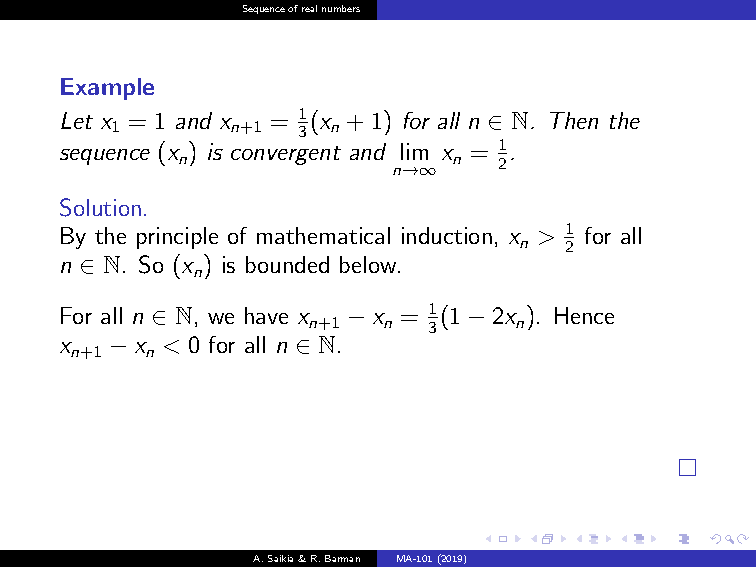 Sequence of real numbers
Example
Let x₁ = 1 and xₙ₊₁ = ⅓(xₙ + 1) for all n ∈ ℕ. Then the
sequence (xₙ) is convergent and lim n→∞ xₙ = ½.
Solution.
By the principle of mathematical induction, xₙ > ½ for all
n ∈ ℕ. So (xₙ) is bounded below.
For all n ∈ ℕ, we have xₙ₊₁ − xₙ = ⅓(1 − 2xₙ). Hence
xₙ₊₁ − xₙ < 0 for all n ∈ ℕ.
□
A. Saikia & R. Barman MA-101 (2019)